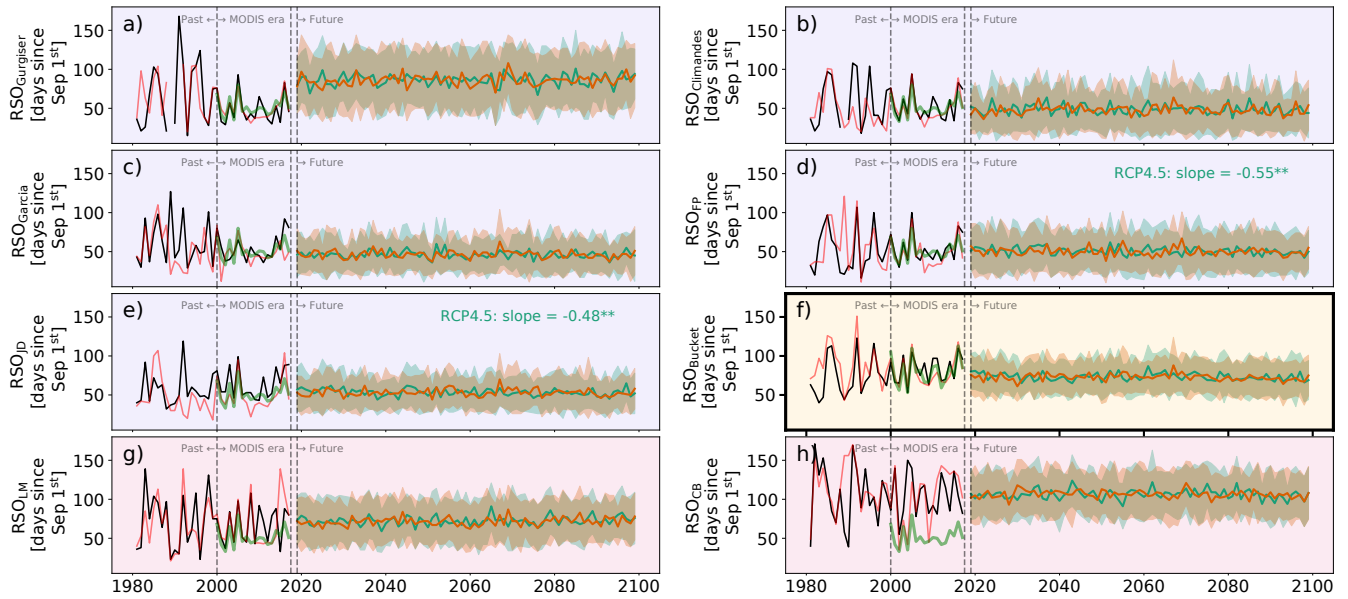 a)
Past ← → MODIS era → Future
RSO_Gurgiser
[days since
Sep 1st]
150
100
50
b)
Past ← → MODIS era → Future
RSO_Climandes
[days since
Sep 1st]
150
100
50
c)
Past ← → MODIS era → Future
RSO_Garcia
[days since
Sep 1st]
150
100
50
d)
Past ← → MODIS era → Future
RCP4.5: slope = -0.55**
RSO_FP
[days since
Sep 1st]
150
100
50
e)
Past ← → MODIS era → Future
RCP4.5: slope = -0.48**
RSO_JD
[days since
Sep 1st]
150
100
50
f)
Past ← → MODIS era → Future
RSO_Bucket
[days since
Sep 1st]
150
100
50
g)
Past ← → MODIS era → Future
RSO_LM
[days since
Sep 1st]
150
100
50
1980 2000 2020 2040 2060 2080 2100
h)
Past ← → MODIS era → Future
RSO_CB
[days since
Sep 1st]
150
100
50
1980 2000 2020 2040 2060 2080 2100